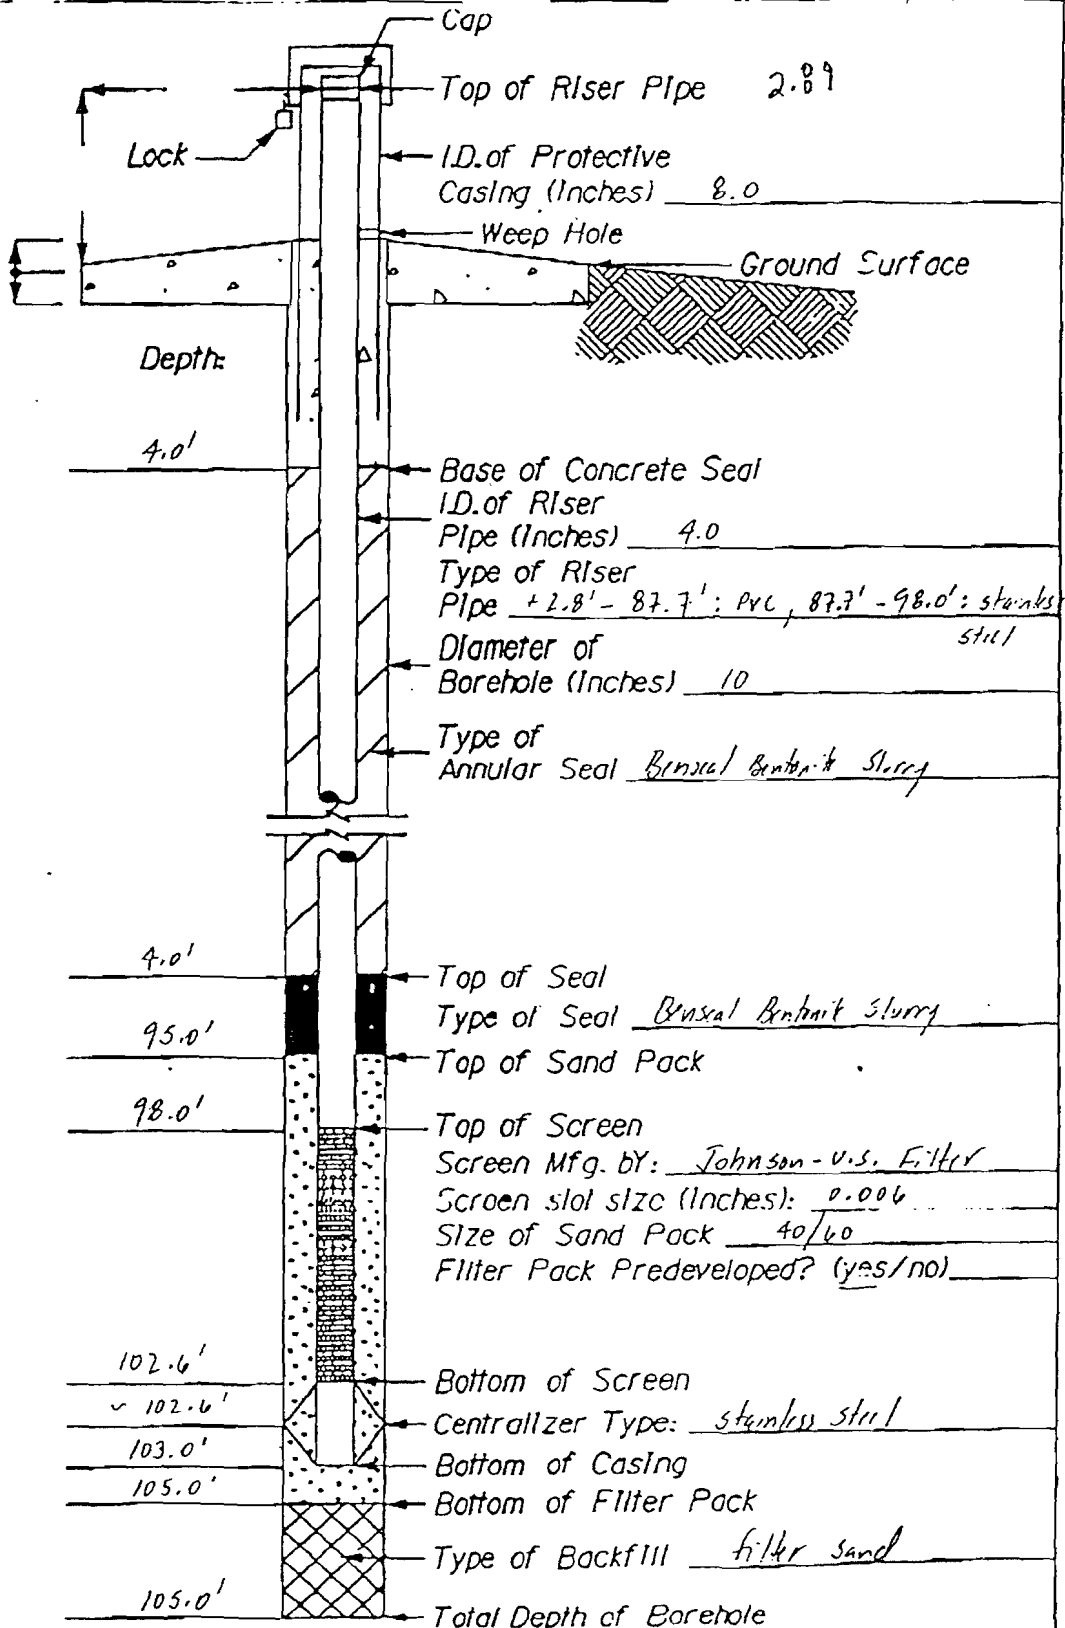 Cap
Top of Riser Pipe
Lock
I.D. of Protective
Casing (Inches) 8.0
Weep Hole
Ground Surface
Depth:
4.0'
Base of Concrete Seal
I.D. of Riser
Pipe (Inches) 4.0
Type of Riser
Pipe +2.8' - 87.7': PVC, 87.7' - 98.0': stainless
steel
Diameter of
Borehole (Inches) 10
Type of
Annular Seal Benseal Bentonite Slurry
4.0'
Top of Seal
Type of Seal Benseal Bentonite Slurry
95.0'
Top of Sand Pack
98.0'
Top of Screen
Screen Mfg. bY: Johnson - U.S. Filter
Screen slot size (Inches): 0.006
Size of Sand Pack 40/60
Filter Pack Predeveloped? (yes/no)
102.6'
Bottom of Screen
~ 102.6'
Centralizer Type: stainless steel
103.0'
Bottom of Casing
105.0'
Bottom of Filter Pack
Type of Backfill filter sand
105.0'
Total Depth of Borehole